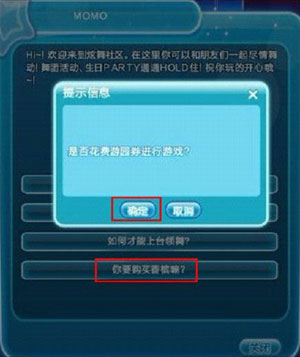 MOMO
Hi~! 欢迎来到炫舞社区。在这里你可以和朋友们一起尽情舞
动! 舞团活动、生日PARTY通通HOLD住! 祝你玩的开心哦
~!
提示信息
是否花费游园券进行游戏?
确定
取消
如何才能上台领舞?
你要购买香槟嘛?
关闭